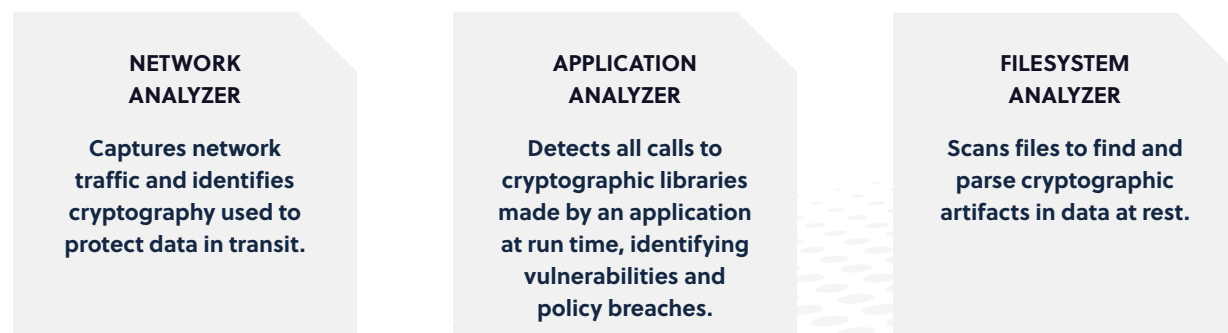 NETWORK
ANALYZER
Captures network
traffic and identifies
cryptography used to
protect data in transit.
APPLICATION
ANALYZER
Detects all calls to
cryptographic libraries
made by an application
at run time, identifying
vulnerabilities and
policy breaches.
FILESYSTEM
ANALYZER
Scans files to find and
parse cryptographic
artifacts in data at rest.